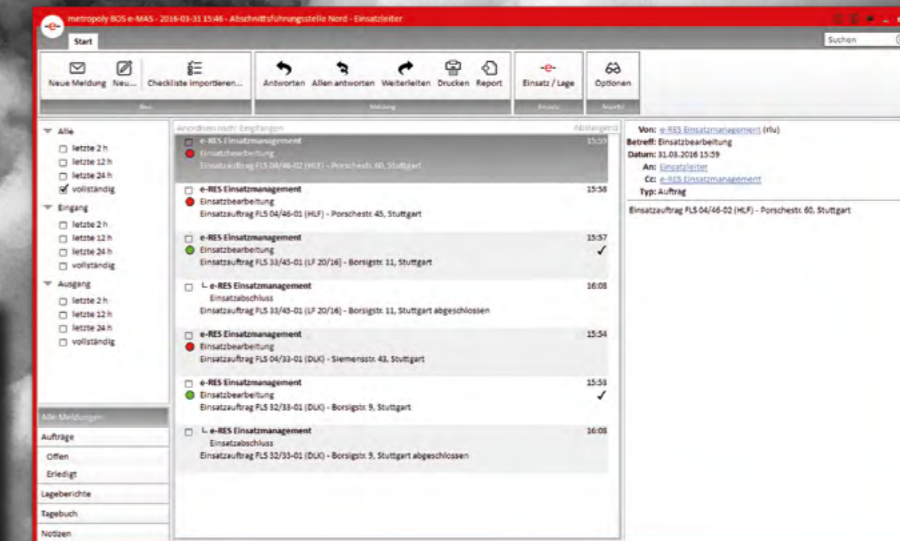 -e-
metropoly BOS e-MAS - 2016-03-31 15:46 - Abschnittsführungsstelle Nord - Einsatzleiter
Start
Suchen
Neue Meldung
Neu...
Checkliste importieren...
Antworten
Allen antworten
Weiterleiten
Drucken
Report
-e-
Einsatz / Lage
Optionen
Neu
Meldung
Einsatz
Ansicht
Alle
letzte 2 h
letzte 12 h
letzte 24 h
vollständig
Eingang
letzte 2 h
letzte 12 h
letzte 24 h
vollständig
Ausgang
letzte 2 h
letzte 12 h
letzte 24 h
vollständig
Alle Meldungen
Aufträge
Offen
Erledigt
Lageberichte
Tagebuch
Notizen
Anordnen nach: Empfangen
Absteigend
e-RES Einsatzmanagement 15:59
Einsatzbearbeitung
Einsatzauftrag FLS 04/46-02 (HLF) - Porschestr. 60, Stuttgart
e-RES Einsatzmanagement 15:58
Einsatzbearbeitung
Einsatzauftrag FLS 04/46-01 (HLF) - Porschestr. 45, Stuttgart
e-RES Einsatzmanagement 15:57
Einsatzbearbeitung
Einsatzauftrag FLS 33/45-01 (LF 20/16) - Borsigstr. 11, Stuttgart
e-RES Einsatzmanagement 16:08
Einsatzabschluss
Einsatzauftrag FLS 33/45-01 (LF 20/16) - Borsigstr. 11, Stuttgart abgeschlossen
e-RES Einsatzmanagement 15:54
Einsatzbearbeitung
Einsatzauftrag FLS 04/33-01 (DLK) - Siemensstr. 43, Stuttgart
e-RES Einsatzmanagement 15:53
Einsatzbearbeitung
Einsatzauftrag FLS 32/33-01 (DLK) - Borsigstr. 9, Stuttgart
e-RES Einsatzmanagement 16:08
Einsatzabschluss
Einsatzauftrag FLS 32/33-01 (DLK) - Borsigstr. 9, Stuttgart abgeschlossen
Von: e-RES Einsatzmanagement (rlu)
Betreff: Einsatzbearbeitung
Datum: 31.03.2016 15:59
An: Einsatzleiter
Cc: e-RES Einsatzmanagement
Typ: Auftrag
Einsatzauftrag FLS 04/46-02 (HLF) - Porschestr. 60, Stuttgart